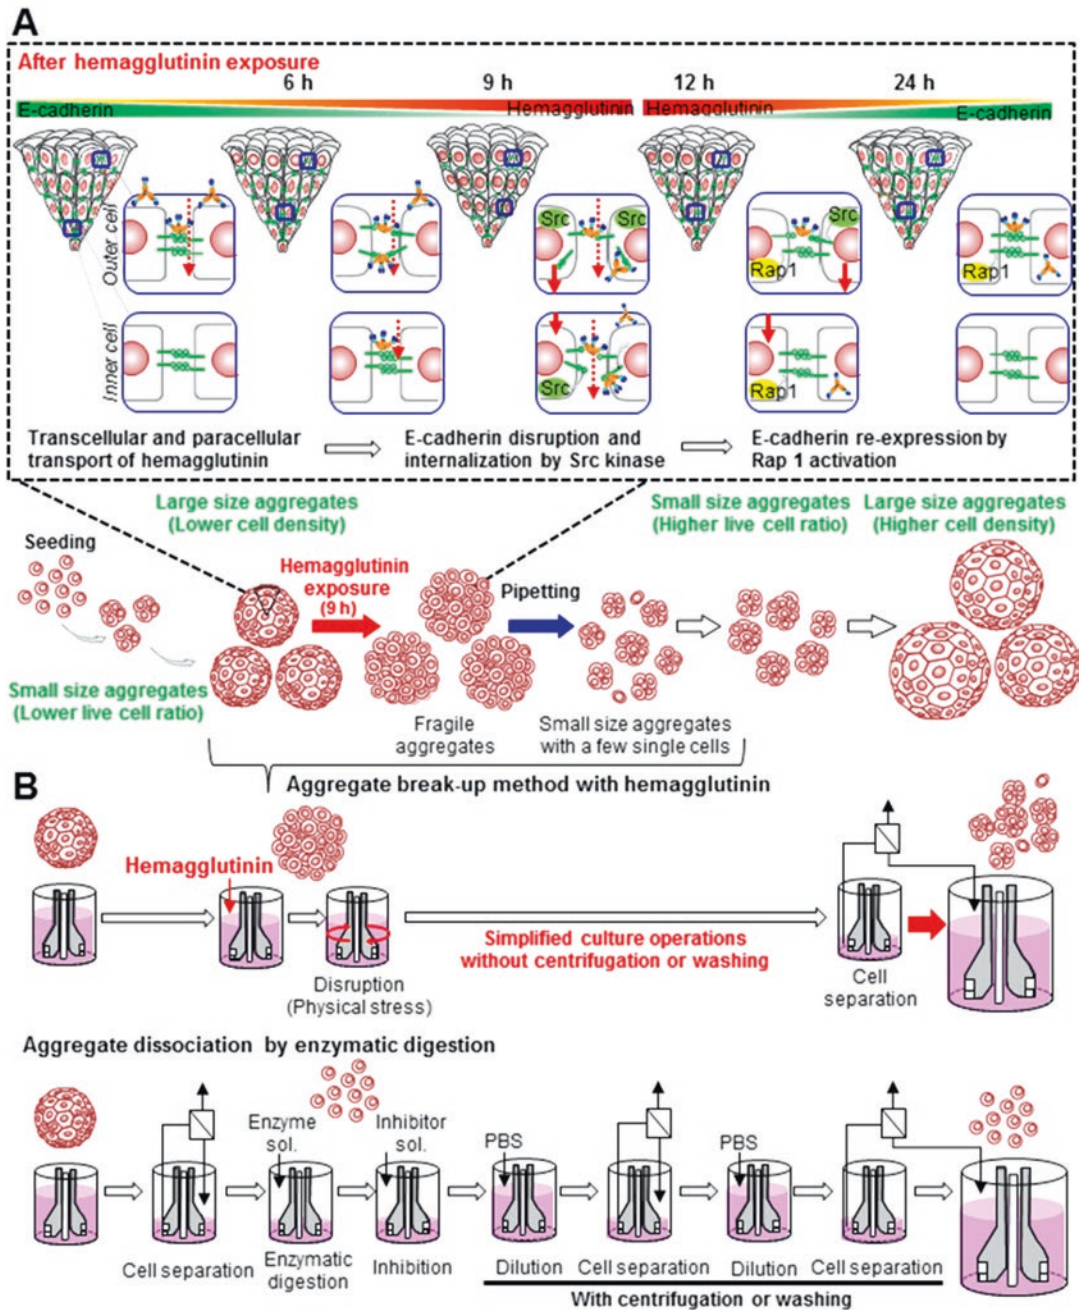 A
After hemagglutinin exposure
6 h
9 h
12 h
24 h
E-cadherin
Hemagglutinin
Hemagglutinin
E-cadherin
Outer cell
Src
Src
Src
Rap1
Rap1
Inner cell
Src
Rap1
Transcellular and paracellular
transport of hemagglutinin
E-cadherin disruption and
internalization by Src kinase
E-cadherin re-expression by
Rap 1 activation
Large size aggregates
(Lower cell density)
Small size aggregates
(Higher live cell ratio)
Large size aggregates
(Higher cell density)
Seeding
Hemagglutinin
exposure
(9 h)
Pipetting
Small size aggregates
(Lower live cell ratio)
Fragile
aggregates
Small size aggregates
with a few single cells
B
Aggregate break-up method with hemagglutinin
Hemagglutinin
Simplified culture operations
without centrifugation or washing
Disruption
(Physical stress)
Cell
separation
Aggregate dissociation by enzymatic digestion
Enzyme
sol.
Inhibitor
sol.
PBS
PBS
Cell separation
Enzymatic
digestion
Inhibition
Dilution
Cell separation
Dilution
Cell separation
With centrifugation or washing